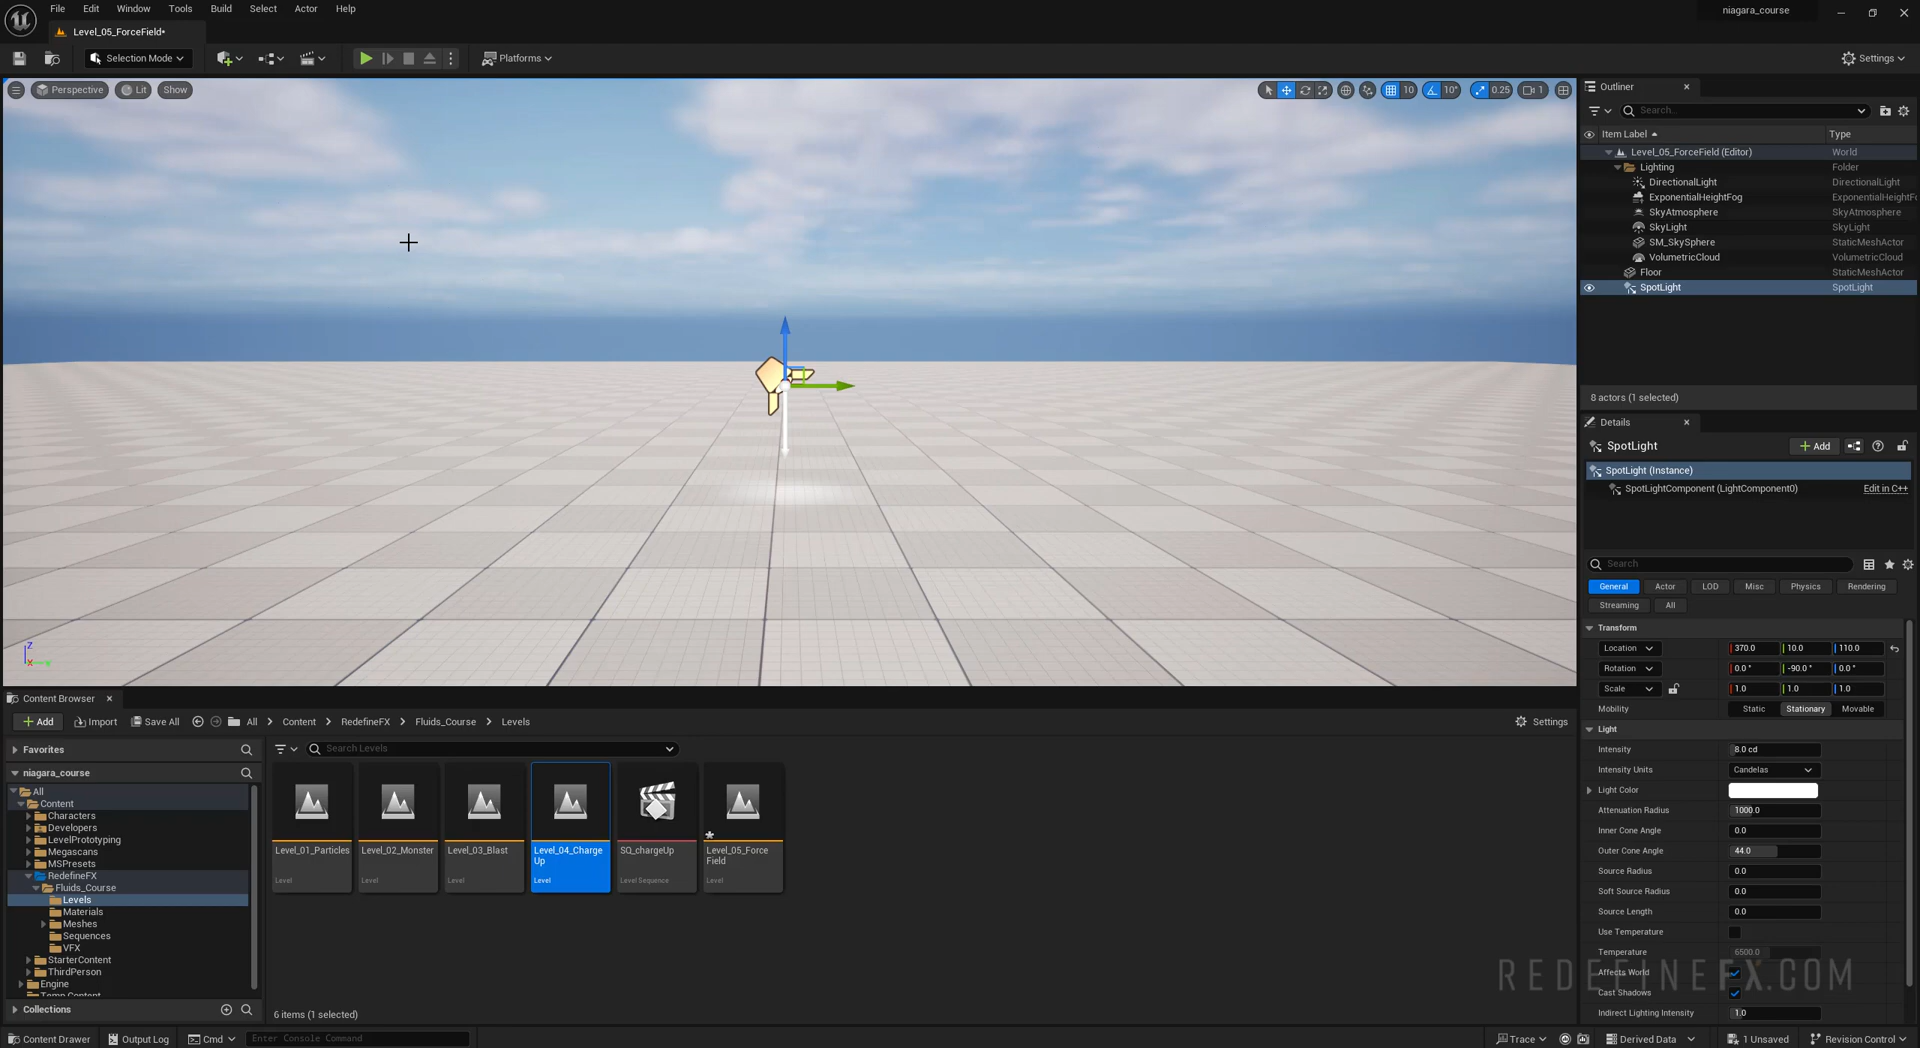 File Edit Window Tools Build Select Actor Help
niagara_course
Level_05_ForceField*
Selection Mode
Platforms
Settings
Perspective Lit Show
10 10° 0.25 1
Outliner
Search...
Item Label Type
Level_05_ForceField (Editor) World
Lighting Folder
DirectionalLight DirectionalLight
ExponentialHeightFog ExponentialHeightF
SkyAtmosphere SkyAtmosphere
SkyLight SkyLight
SM_SkySphere StaticMeshActor
VolumetricCloud VolumetricCloud
Floor StaticMeshActor
SpotLight SpotLight
8 actors (1 selected)
Details
SpotLight
Add
SpotLight (Instance)
SpotLightComponent (LightComponent0) Edit in C++
Search
General Actor LOD Misc Physics Rendering
Streaming All
Transform
Location 370.0 10.0 110.0
Rotation 0.0° -90.0° 0.0°
Scale 1.0 1.0 1.0
Mobility Static Stationary Movable
Light
Intensity 8.0 cd
Intensity Units Candelas
Light Color
Attenuation Radius 1000.0
Inner Cone Angle 0.0
Outer Cone Angle 44.0
Source Radius 0.0
Soft Source Radius 0.0
Source Length 0.0
Use Temperature
Temperature 6500.0
Affects World
Cast Shadows
Indirect Lighting Intensity 1.0
REDEFINEFX.COM
Z
X
Content Browser
Add Import Save All All Content RedefineFX Fluids_Course Levels
Settings
Favorites
niagara_course
All
Content
Characters
Developers
LevelPrototyping
Megascans
MSPresets
RedefineFX
Fluids_Course
Levels
Materials
Meshes
Sequences
VFX
StarterContent
ThirdPerson
Engine
Temp Content
Collections
Search Levels
Level_01_Particles
Level
Level_02_Monster
Level
Level_03_Blast
Level
Level_04_Charge
Up
Level
SQ_chargeUp
Level Sequence
Level_05_Force
Field
Level
6 items (1 selected)
Content Drawer Output Log Cmd Enter Console Command
Trace Derived Data 1 Unsaved Revision Control